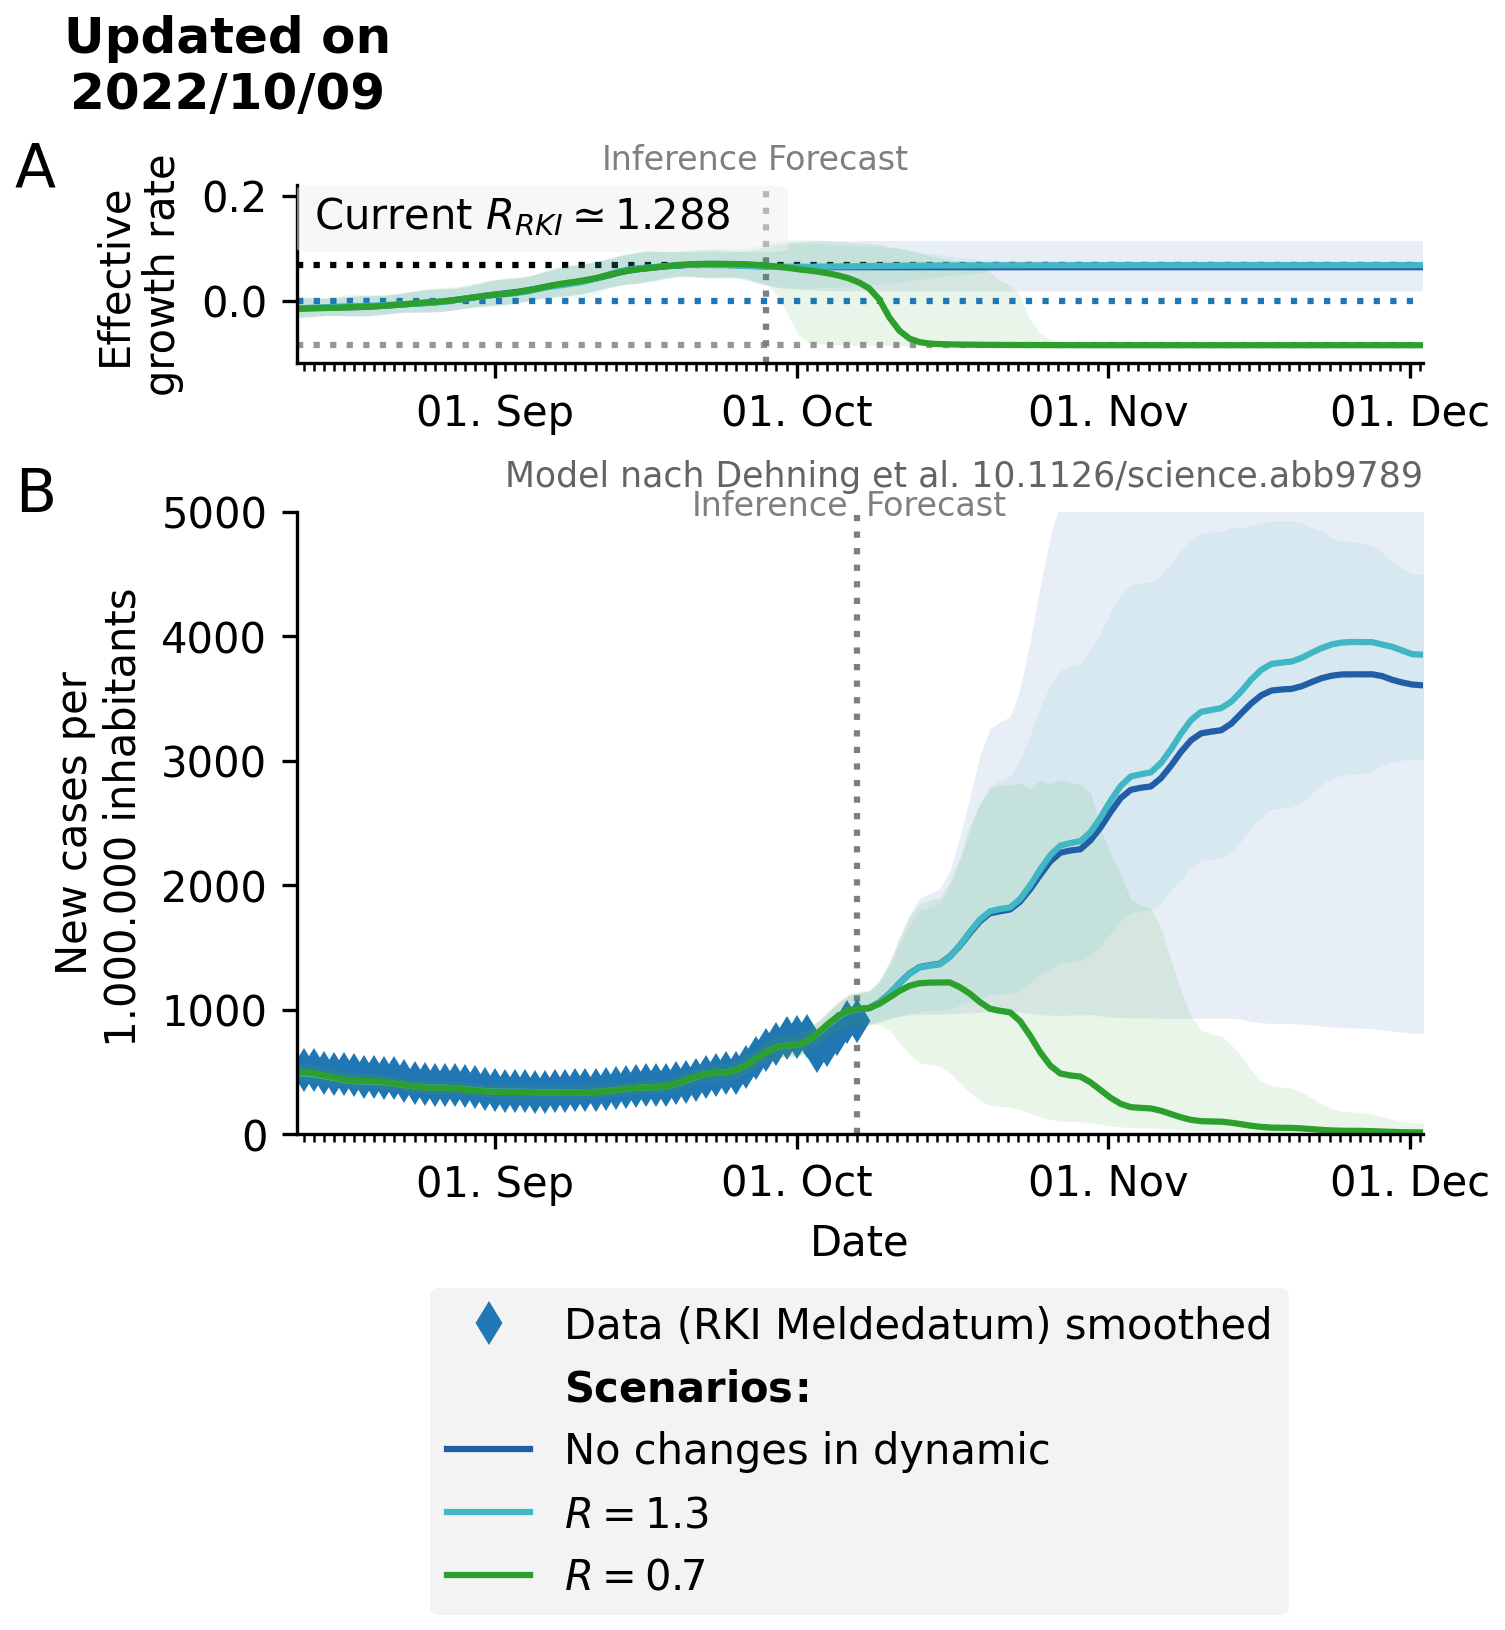 Updated on
2022/10/09
A
Inference Forecast
Effective
growth rate
0.2
0.0
Current R_RKI ≃ 1.288
01. Sep 01. Oct 01. Nov 01. Dec
B
Model nach Dehning et al. 10.1126/science.abb9789
Inference Forecast
New cases per
1.000.000 inhabitants
5000
4000
3000
2000
1000
0
01. Sep 01. Oct 01. Nov 01. Dec
Date
Data (RKI Meldedatum) smoothed
Scenarios:
No changes in dynamic
R = 1.3
R = 0.7